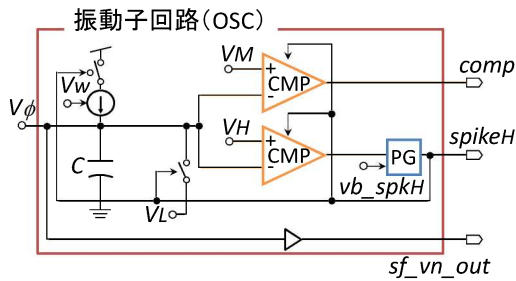 振動子回路(OSC)
VM
comp
+
CMP
-
Vw
Vϕ
VH
spikeH
+
CMP
-
PG
C
vb_spkH
VL
sf_vn_out